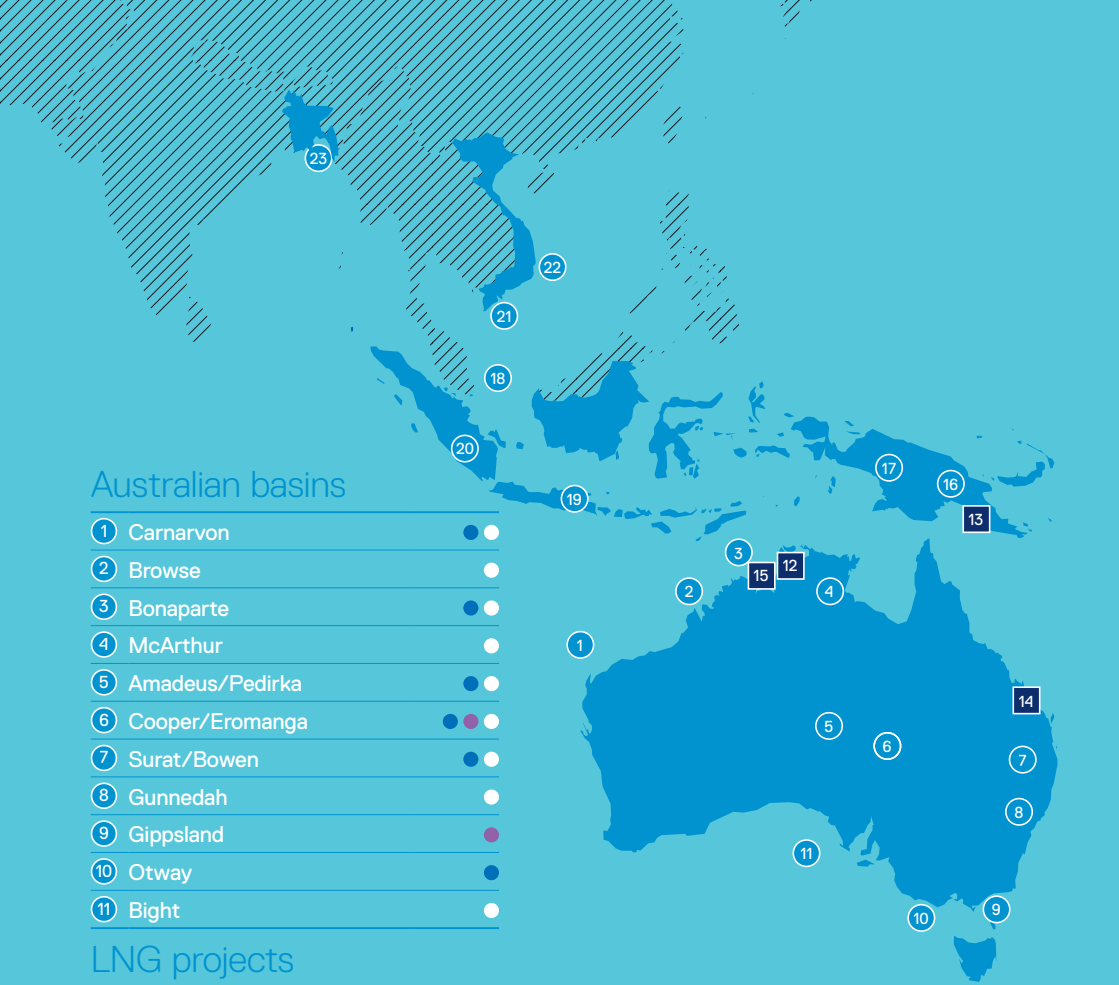 23
22
21
18
20
17
16
19
13
3
12
15
2
4
1
14
5
6
7
8
11
9
10
Australian basins
1 Carnarvon
2 Browse
3 Bonaparte
4 McArthur
5 Amadeus/Pedirka
6 Cooper/Eromanga
7 Surat/Bowen
8 Gunnedah
9 Gippsland
10 Otway
11 Bight
LNG projects